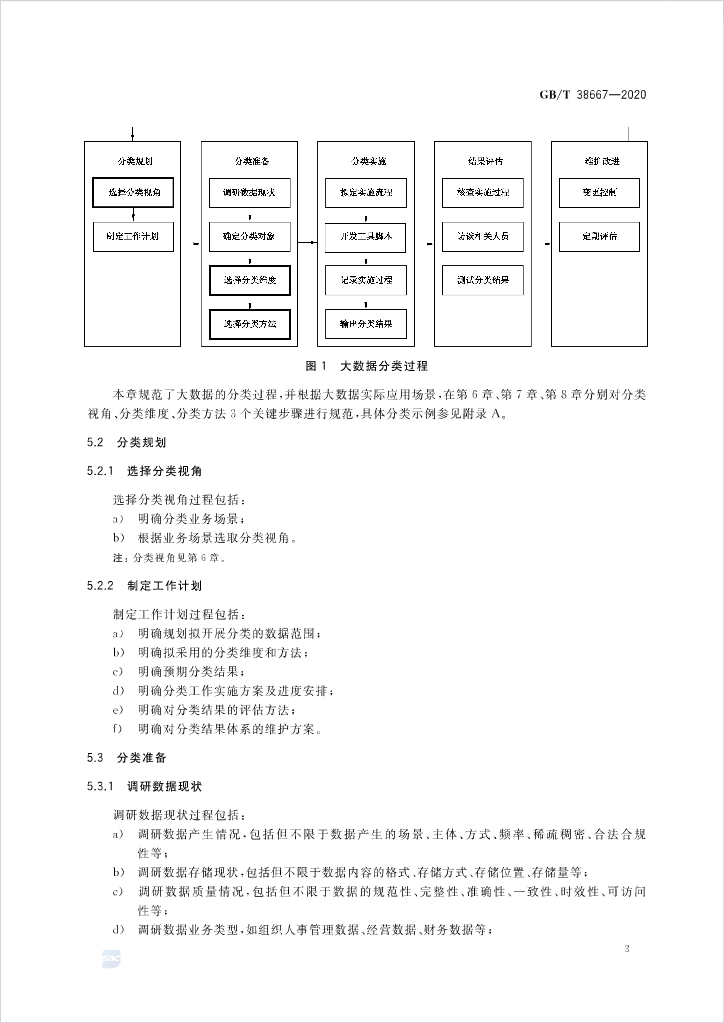 GB/T 38667—2020
分类规划
选择分类视角
制定工作计划
分类准备
调研数据现状
确定分类对象
选择分类维度
选择分类方法
分类实施
拟定实施流程
开发工具脚本
记录实施过程
输出分类结果
结果评估
核查实施过程
访谈相关人员
测试分类结果
维护改进
变更控制
定期评估
图 1 大数据分类过程
本章规范了大数据的分类过程,并根据大数据实际应用场景,在第 6 章、第 7 章、第 8 章分别对分类
视角、分类维度、分类方法 3 个关键步骤进行规范,具体分类示例参见附录 A。
5.2 分类规划
5.2.1 选择分类视角
选择分类视角过程包括:
a) 明确分类业务场景;
b) 根据业务场景选取分类视角。
注:分类视角见第 6 章。
5.2.2 制定工作计划
制定工作计划过程包括:
a) 明确规划拟开展分类的数据范围;
b) 明确拟采用的分类维度和方法;
c) 明确预期分类结果;
d) 明确分类工作实施方案及进度安排;
e) 明确对分类结果的评估方法;
f) 明确对分类结果体系的维护方案。
5.3 分类准备
5.3.1 调研数据现状
调研数据现状过程包括:
a) 调研数据产生情况,包括但不限于数据产生的场景、主体、方式、频率、稀疏稠密、合法合规
性等;
b) 调研数据存储现状,包括但不限于数据内容的格式、存储方式、存储位置、存储量等;
c) 调研数据质量情况,包括但不限于数据的规范性、完整性、准确性、一致性、时效性、可访问
性等;
d) 调研数据业务类型,如组织人事管理数据、经营数据、财务数据等;
3
SAC